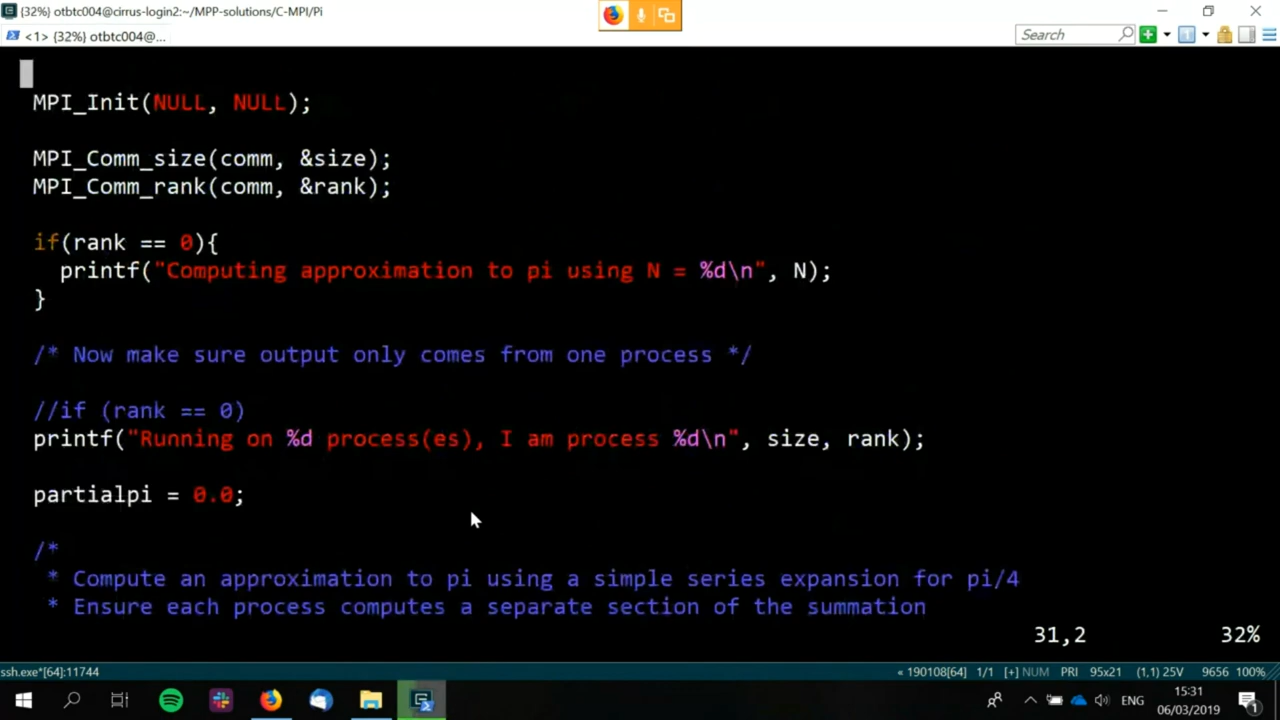 {32%} otbtc004@cirrus-login2:~/MPP-solutions/C-MPI/Pi
<1> {32%} otbtc004@...
Search
MPI_Init(NULL, NULL);
MPI_Comm_size(comm, &size);
MPI_Comm_rank(comm, &rank);
if(rank == 0){
printf("Computing approximation to pi using N = %d\n", N);
}
/* Now make sure output only comes from one process */
//if (rank == 0)
printf("Running on %d process(es), I am process %d\n", size, rank);
partialpi = 0.0;
/*
* Compute an approximation to pi using a simple series expansion for pi/4
* Ensure each process computes a separate section of the summation
31,2 32%
ssh.exe*[64]:11744 « 190108[64] 1/1 [+] NUM PRI 95x21 (1,1) 25V 9656 100%
ENG 15:31
06/03/2019
1